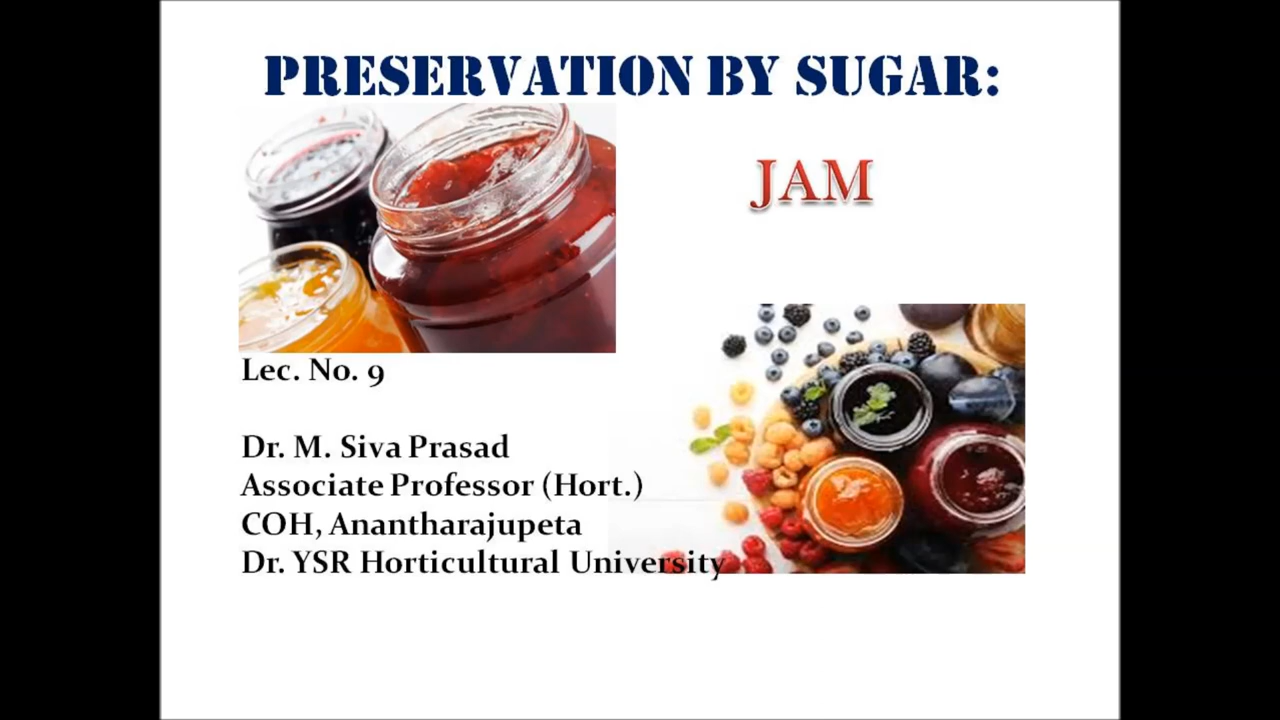 PRESERVATION BY SUGAR:
JAM
Lec. No. 9
Dr. M. Siva Prasad
Associate Professor (Hort.)
COH, Anantharajupeta
Dr. YSR Horticultural University